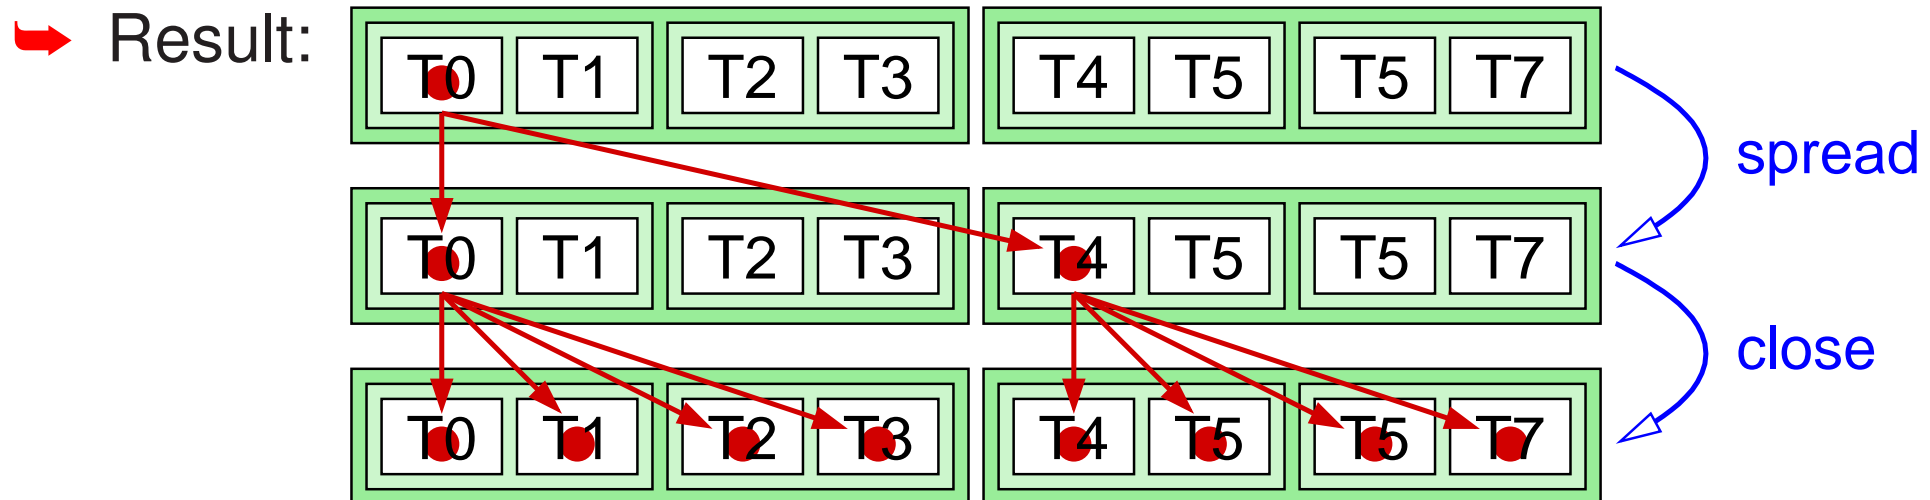 Result: T0 T1 T2 T3 T4 T5 T5 T7
spread
T0 T1 T2 T3 T4 T5 T5 T7
close
T0 T1 T2 T3 T4 T5 T5 T7